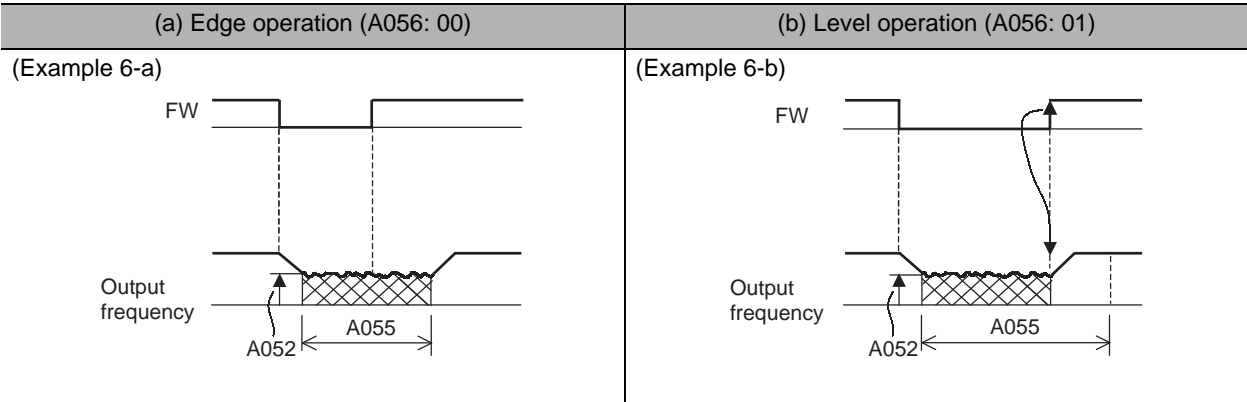 (a) Edge operation (A056: 00)
(b) Level operation (A056: 01)
(Example 6-a)
FW
Output
frequency
A052
A055
(Example 6-b)
FW
Output
frequency
A052
A055